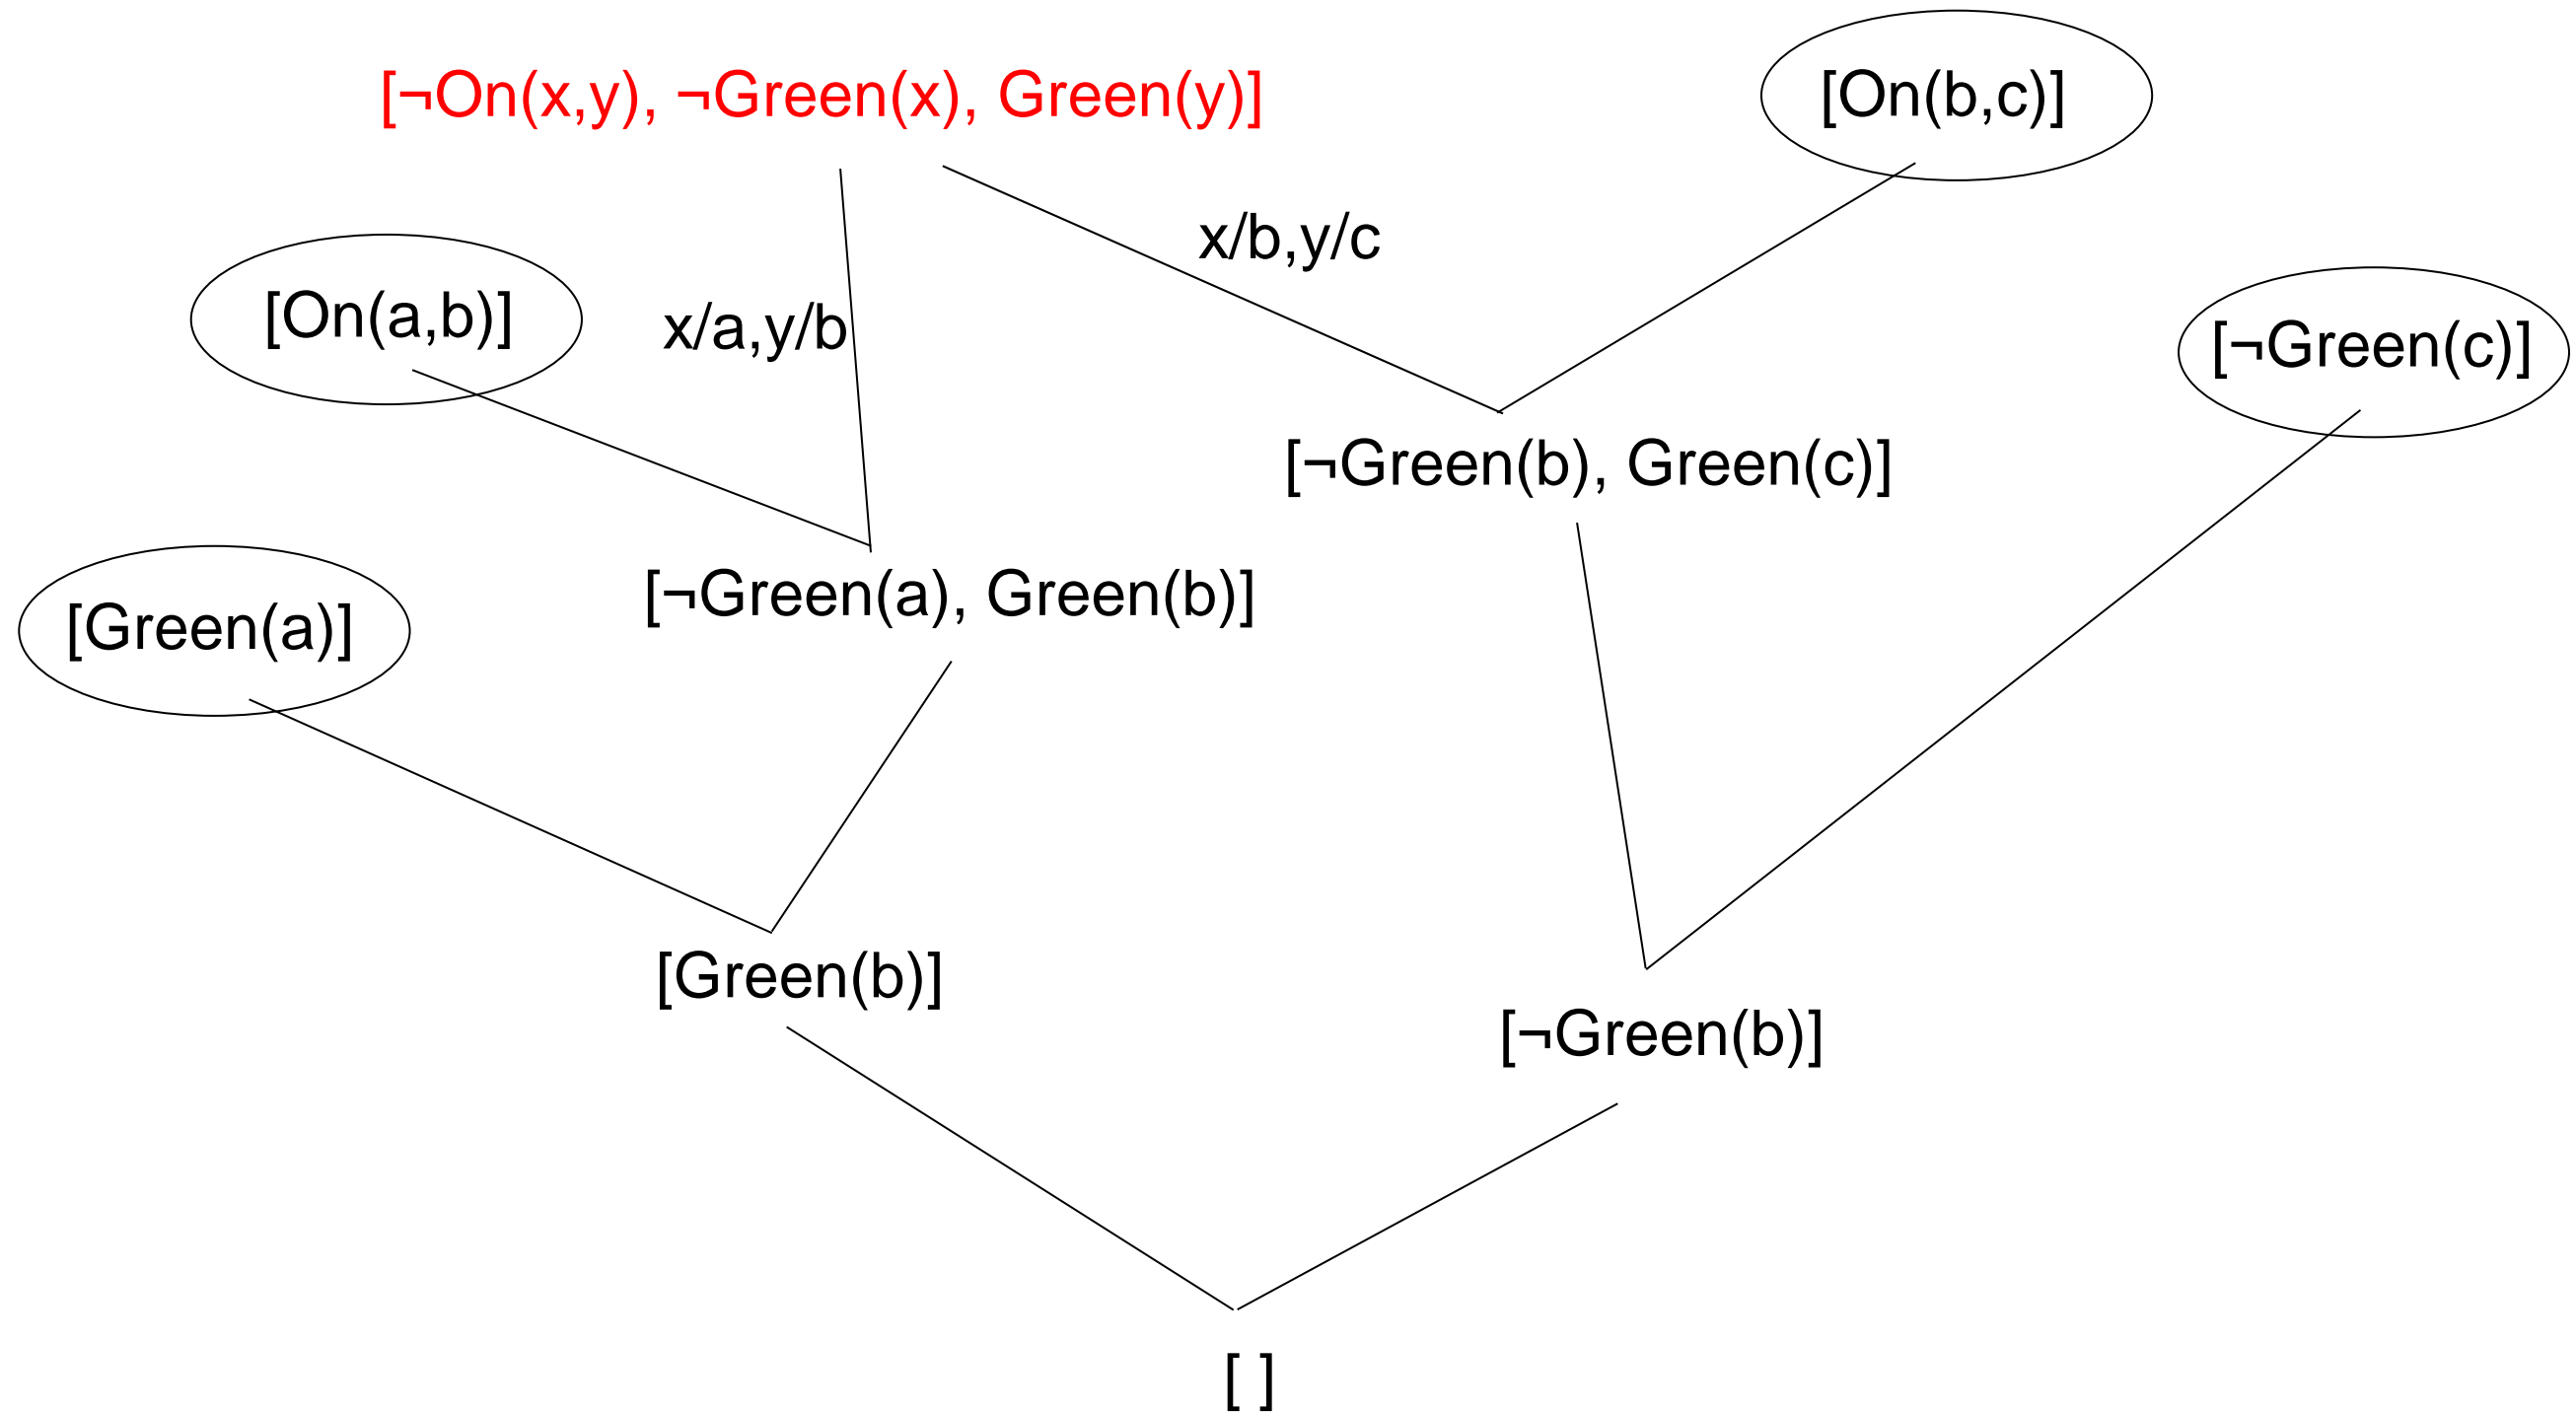 [¬On(x,y), ¬Green(x), Green(y)]
[On(b,c)]
x/b,y/c
[On(a,b)]
x/a,y/b
[¬Green(c)]
[¬Green(b), Green(c)]
[¬Green(a), Green(b)]
[Green(a)]
[Green(b)]
[¬Green(b)]
[ ]